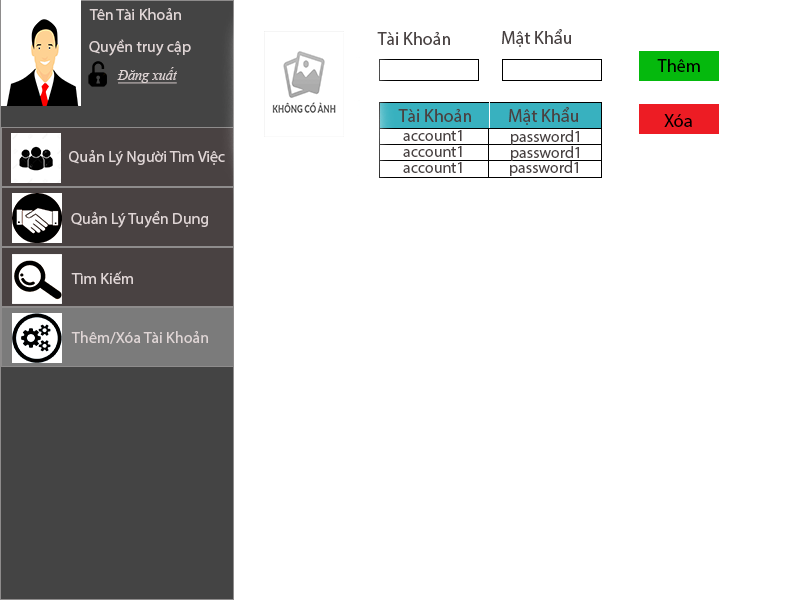 Tên Tài Khoản
Quyền truy cập
Đăng xuất
Quản Lý Người Tìm Việc
Quản Lý Tuyển Dụng
Tìm Kiếm
Thêm/Xóa Tài Khoản
KHÔNG CÓ ẢNH
Tài Khoản Mật Khẩu
Thêm
Xóa
Tài Khoản Mật Khẩu
account1 password1
account1 password1
account1 password1